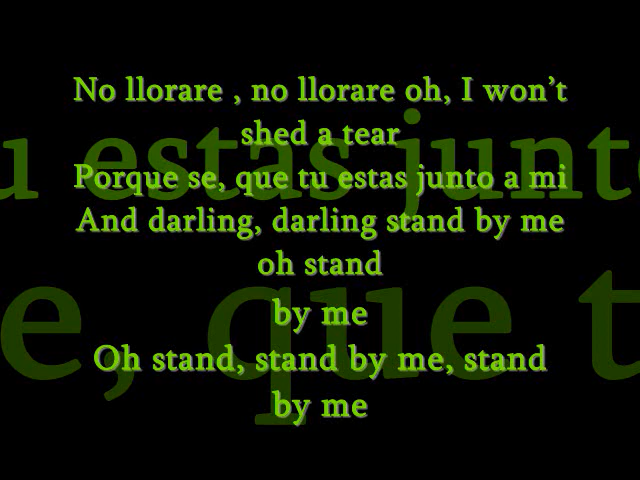 No llorare , no llorare oh, I won’t
shed a tear
Porque se, que tu estas junto a mi
And darling, darling stand by me
oh stand
by me
Oh stand, stand by me, stand
by me